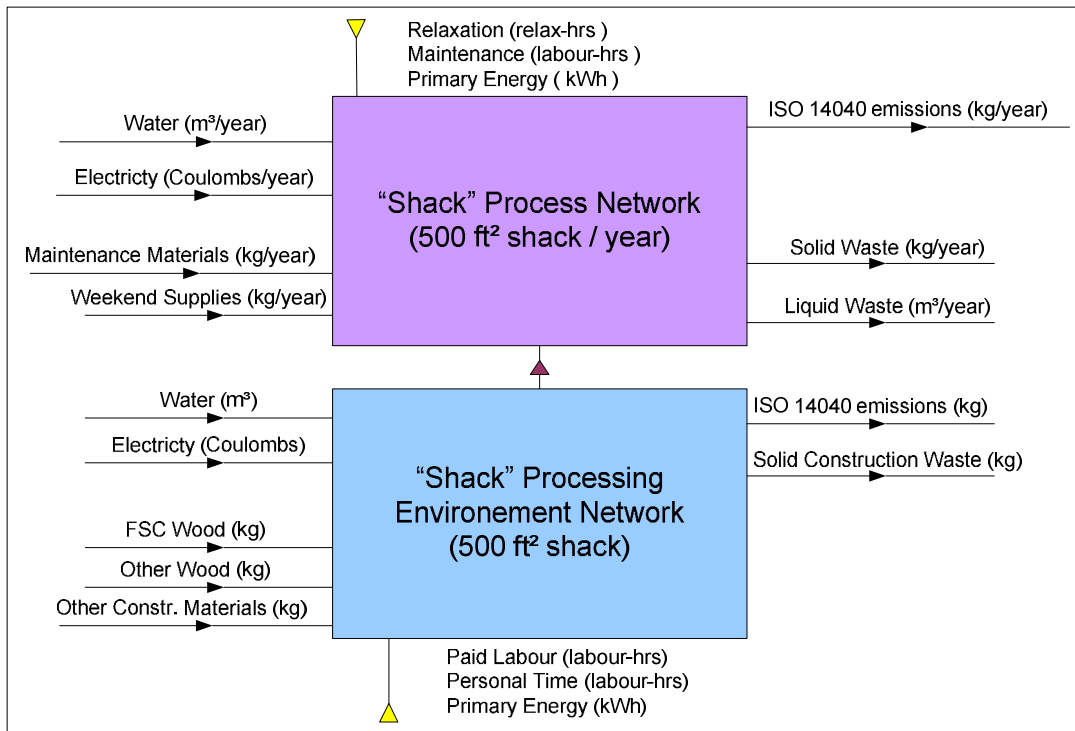 Relaxation (relax-hrs )
Maintenance (labour-hrs )
Primary Energy ( kWh )
Water (m³/year)
Electricty (Coulombs/year)
Maintenance Materials (kg/year)
Weekend Supplies (kg/year)
“Shack” Process Network
(500 ft² shack / year)
ISO 14040 emissions (kg/year)
Solid Waste (kg/year)
Liquid Waste (m³/year)
Water (m³)
Electricty (Coulombs)
FSC Wood (kg)
Other Wood (kg)
Other Constr. Materials (kg)
“Shack” Processing
Environement Network
(500 ft² shack)
ISO 14040 emissions (kg)
Solid Construction Waste (kg)
Paid Labour (labour-hrs)
Personal Time (labour-hrs)
Primary Energy (kWh)